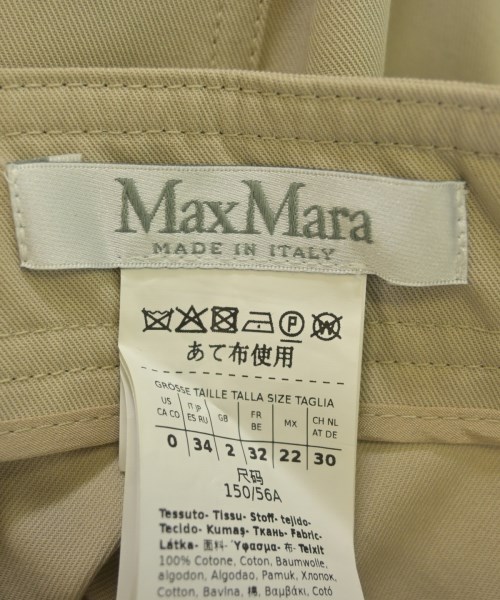 MaxMara
MADE IN ITALY
P W
あて布使用
GRÖSSE TAILLE TALLA SIZE TAGLIA
US CA CO IT JP ES RU GB FR BE MX CH NL AT DE
0 34 2 32 22 30
尺码
150/56A
Tessuto- Tissu- Stoff- tejido-
Tecido- Kumaş- Ткань- Fabric-
Látka- 面料- Ύφασμα- 布- Teixit
100% Cotone, Coton, Baumwolle,
algodon, Algodao, Pamuk, Хлопок,
Cotton, Bavlna, 棉, Βαμβάκι, Cotó